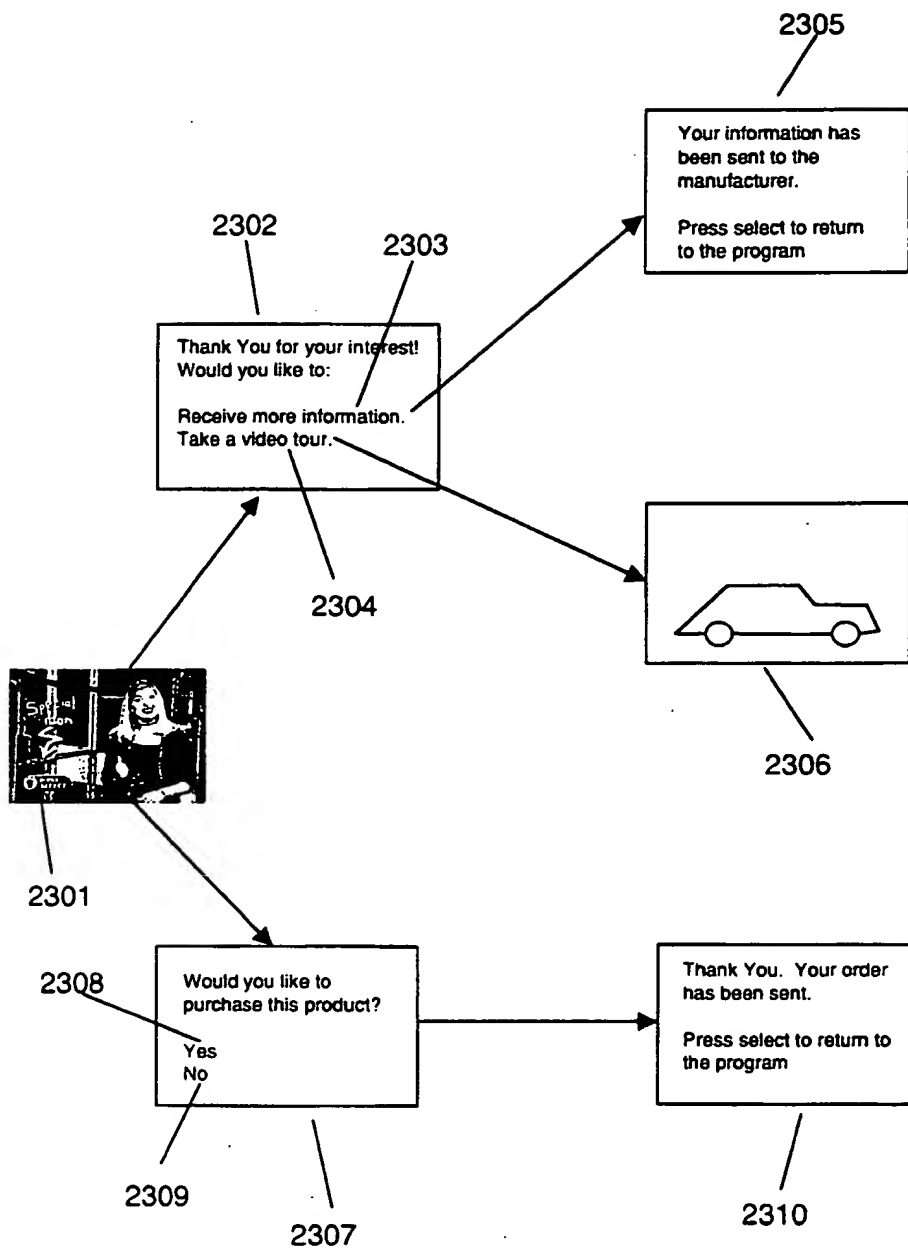 2305
Your information has
been sent to the
manufacturer.
Press select to return
to the program
2302
2303
Thank You for your interest!
Would you like to:
Receive more information.
Take a video tour.
2304
2306
2301
2308
Would you like to
purchase this product?
Yes
No
2309
2307
Thank You. Your order
has been sent.
Press select to return to
the program
2310